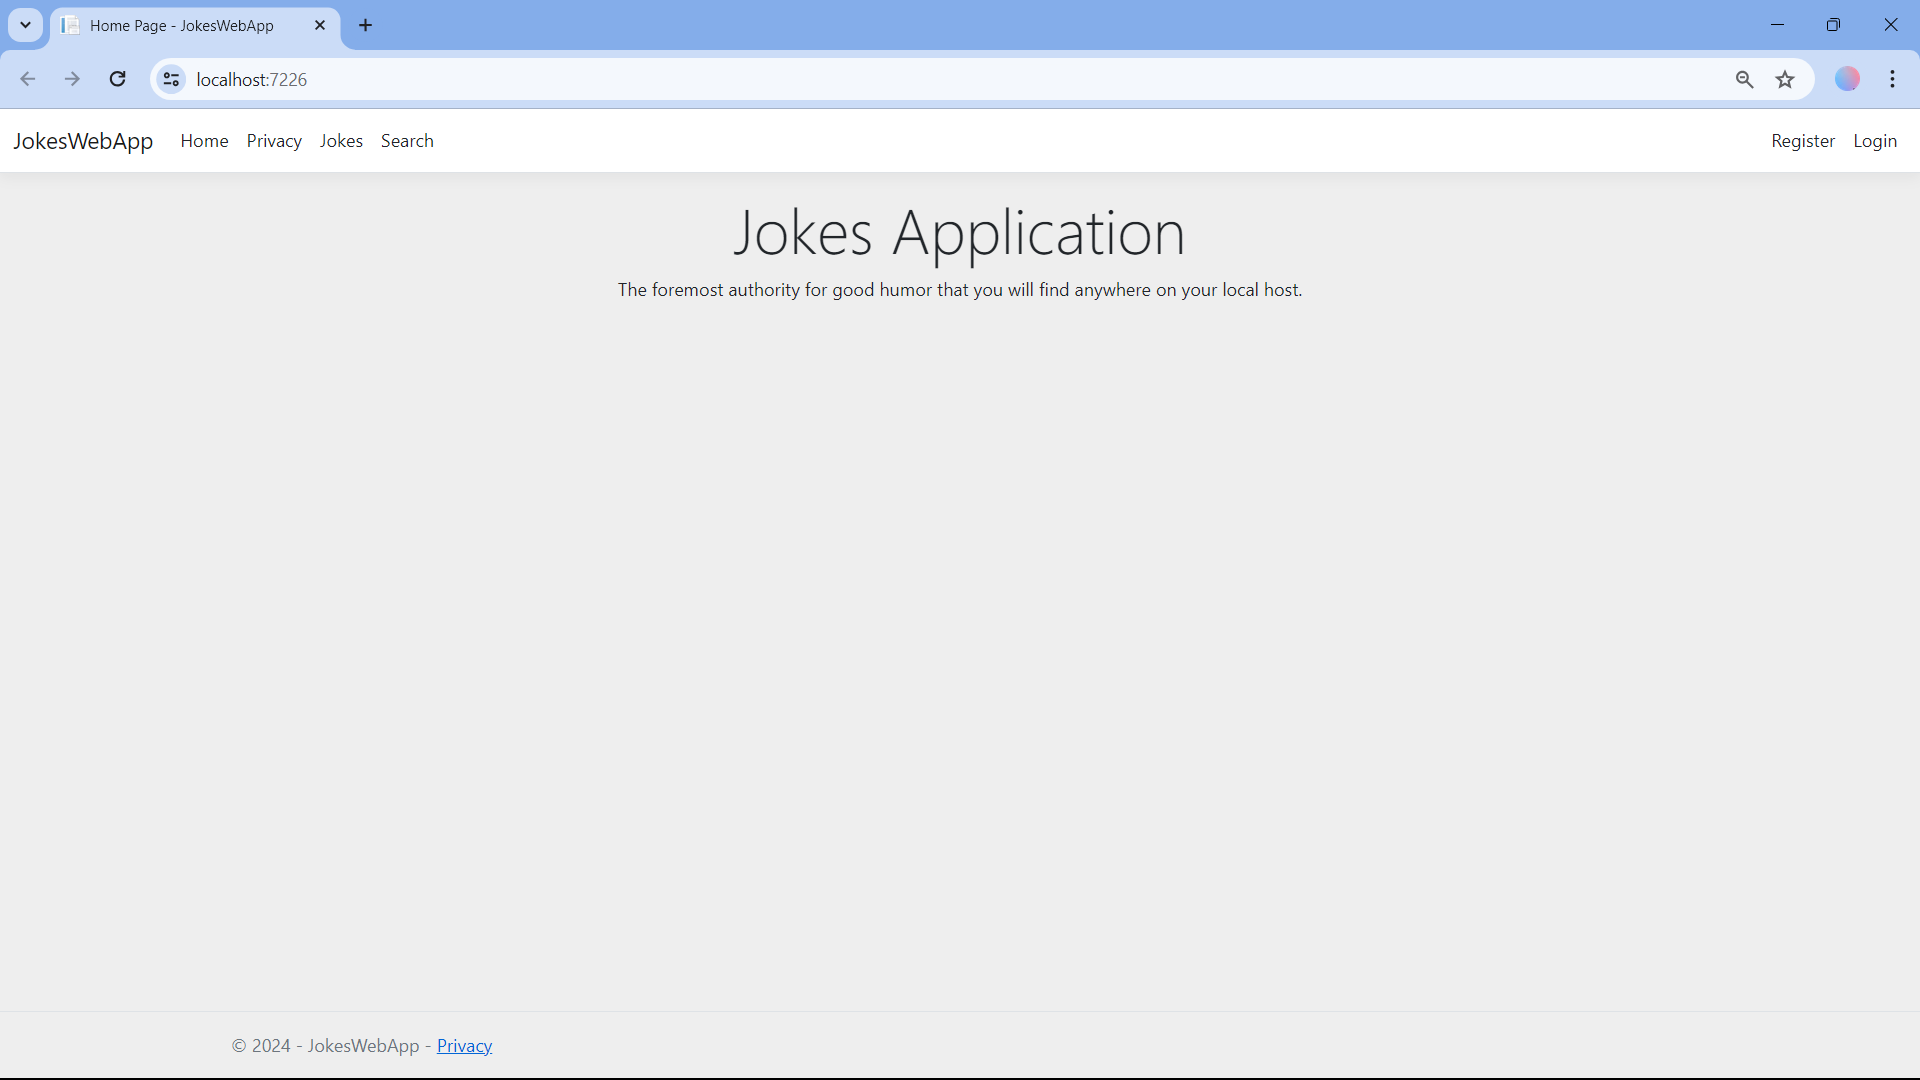 Home Page - JokesWebApp
localhost:7226
JokesWebApp Home Privacy Jokes Search Register Login
Jokes Application
The foremost authority for good humor that you will find anywhere on your local host.
© 2024 - JokesWebApp - Privacy